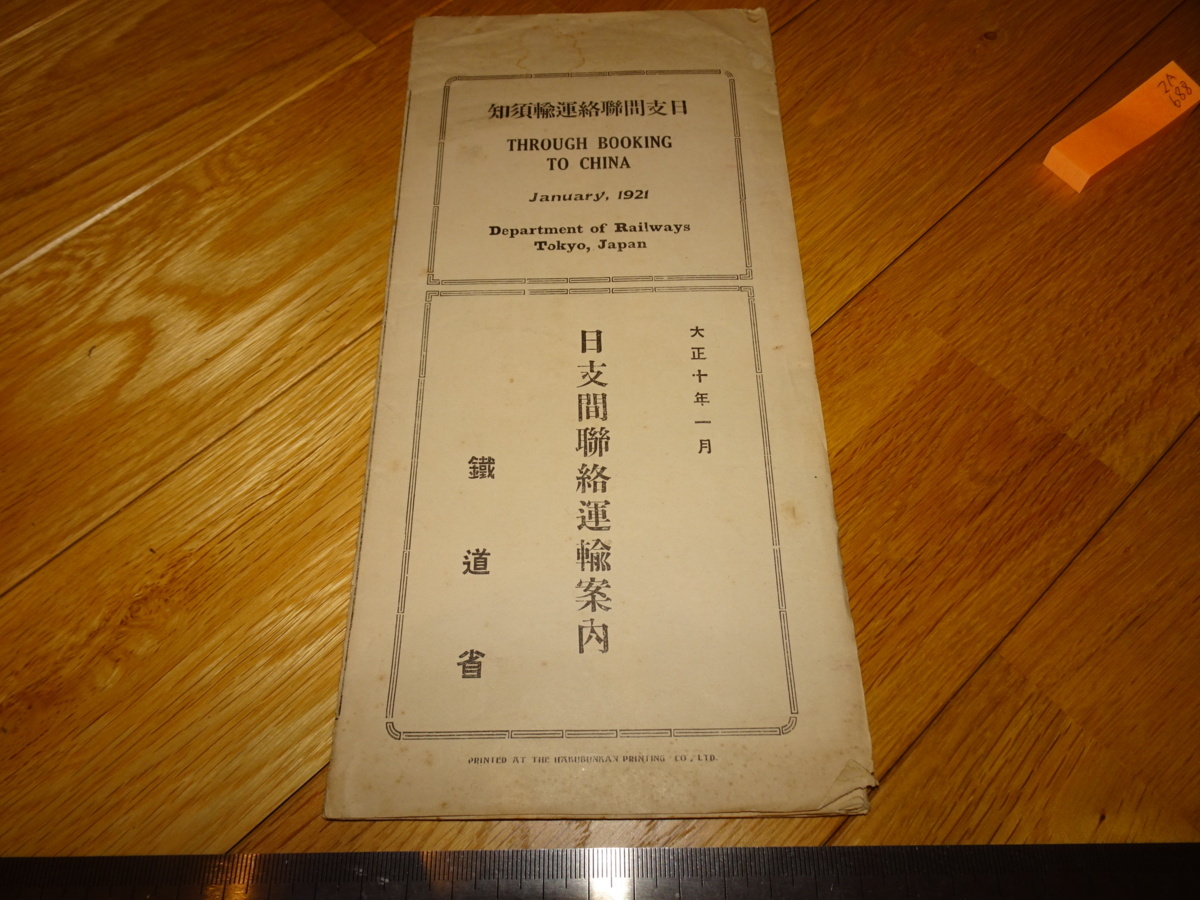 知須輸運絡聯間支日
THROUGH BOOKING
TO CHINA
January, 1921
Department of Railways
Tokyo, Japan
大正十年一月
日支間聯絡運輸案内
鐵道省
PRINTED AT THE HAKUBUNKAN PRINTING CO., LTD.
2A
688